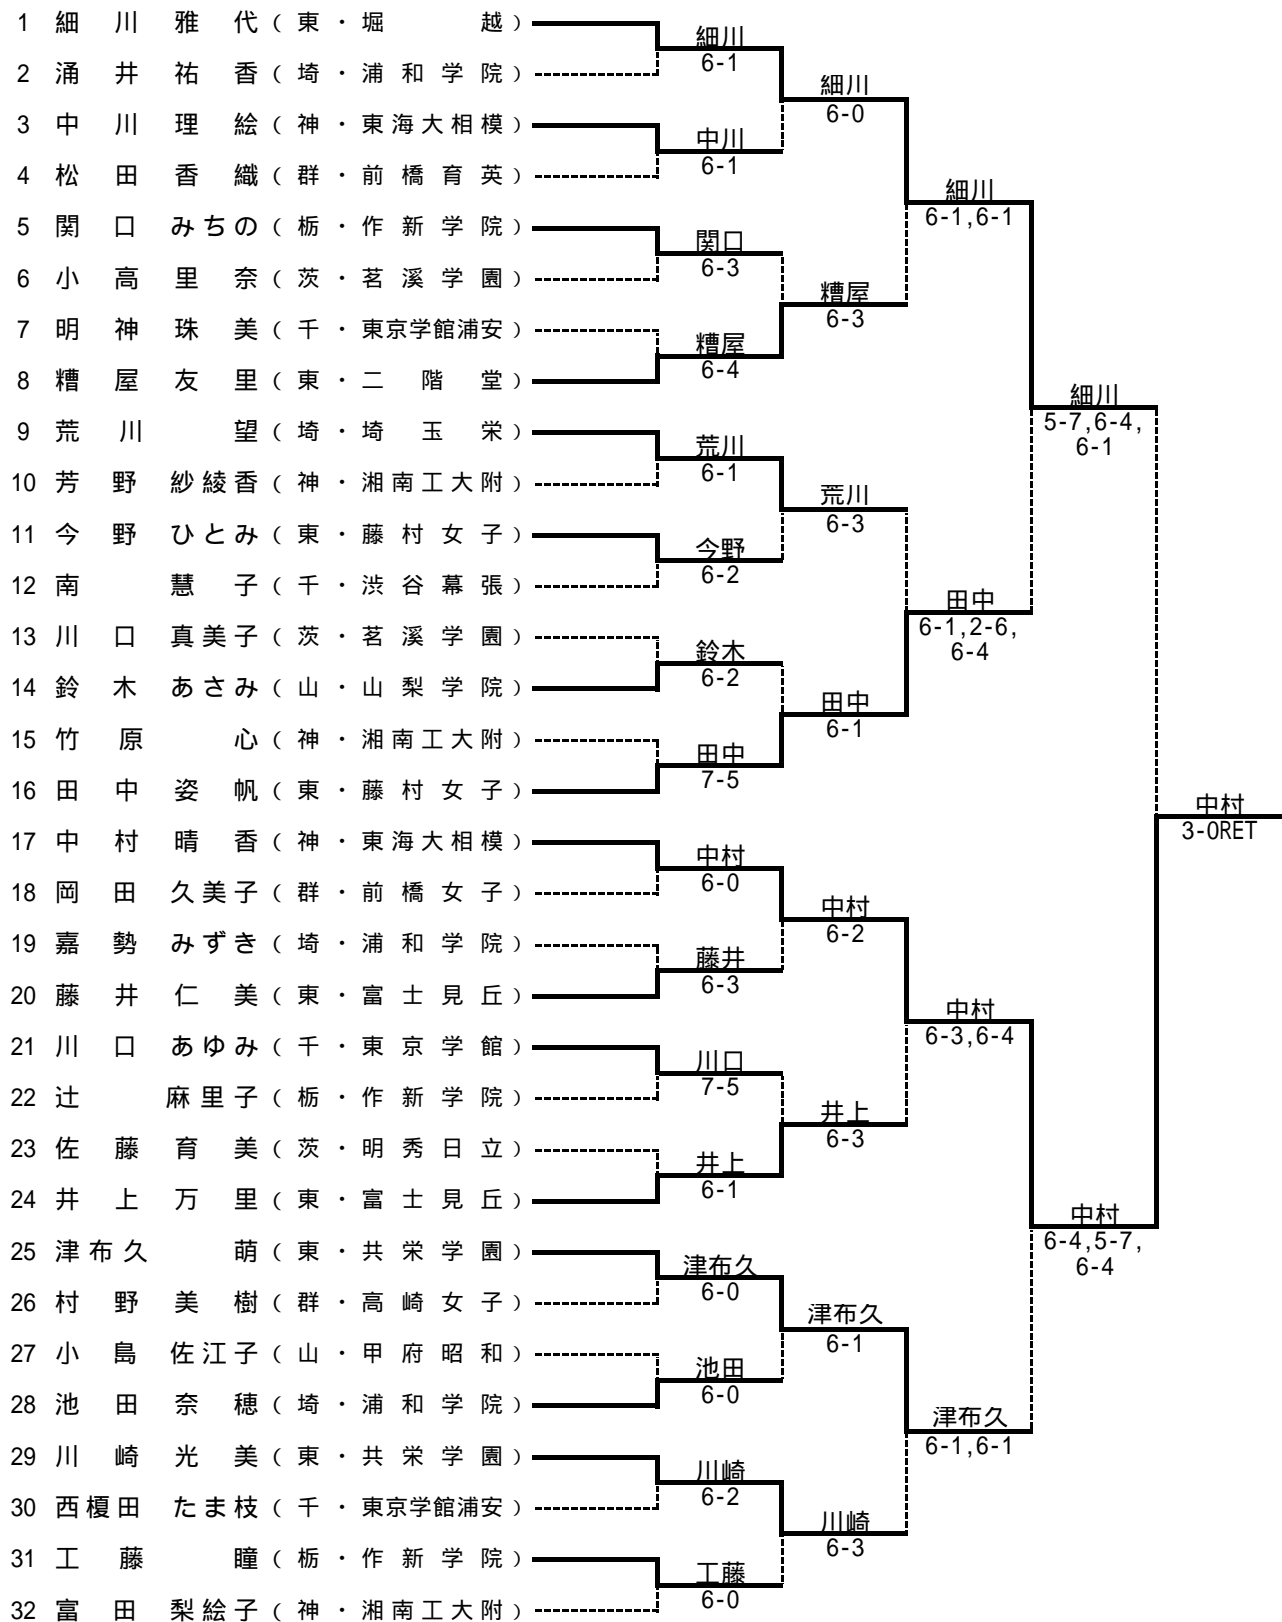 1 細川雅代（東・堀越）
2 涌井祐香（埼・浦和学院）
3 中川理絵（神・東海大相模）
4 松田香織（群・前橋育英）
5 関口みちの（栃・作新学院）
6 小高里奈（茨・茗溪学園）
7 明神珠美（千・東京学館浦安）
8 糟屋友里（東・二階堂）
9 荒川望（埼・埼玉栄）
10 芳野紗綾香（神・湘南工大附）
11 今野ひとみ（東・藤村女子）
12 南慧子（千・渋谷幕張）
13 川口真美子（茨・茗溪学園）
14 鈴木あさみ（山・山梨学院）
15 竹原心（神・湘南工大附）
16 田中姿帆（東・藤村女子）
17 中村晴香（神・東海大相模）
18 岡田久美子（群・前橋女子）
19 嘉勢みずき（埼・浦和学院）
20 藤井仁美（東・富士見丘）
21 川口あゆみ（千・東京学館）
22 辻麻里子（栃・作新学院）
23 佐藤育美（茨・明秀日立）
24 井上万里（東・富士見丘）
25 津布久萌（東・共栄学園）
26 村野美樹（群・高崎女子）
27 小島佐江子（山・甲府昭和）
28 池田奈穂（埼・浦和学院）
29 川崎光美（東・共栄学園）
30 西榎田たま枝（千・東京学館浦安）
31 工藤瞳（栃・作新学院）
32 富田梨絵子（神・湘南工大附）
細川
6-1
中川
6-1
関口
6-3
糟屋
6-4
荒川
6-1
今野
6-2
鈴木
6-2
田中
7-5
中村
6-0
藤井
6-3
川口
7-5
井上
6-1
津布久
6-0
池田
6-0
川崎
6-2
工藤
6-0
細川
6-0
糟屋
6-3
荒川
6-3
田中
6-1
中村
6-2
井上
6-3
津布久
6-1
川崎
6-3
細川
6-1,6-1
田中
6-1,2-6,
6-4
中村
6-3,6-4
津布久
6-1,6-1
細川
5-7,6-4,
6-1
中村
6-4,5-7,
6-4
中村
3-0RET